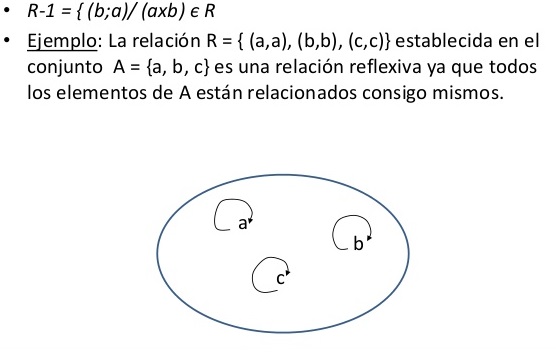 • R-1 = { (b;a)/ (axb) є R
• Ejemplo: La relación R = { (a,a), (b,b), (c,c)} establecida en el
conjunto A = {a, b, c} es una relación reflexiva ya que todos
los elementos de A están relacionados consigo mismos.
a
b
c